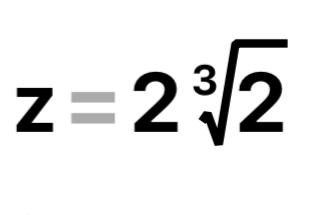 z = 2∛2